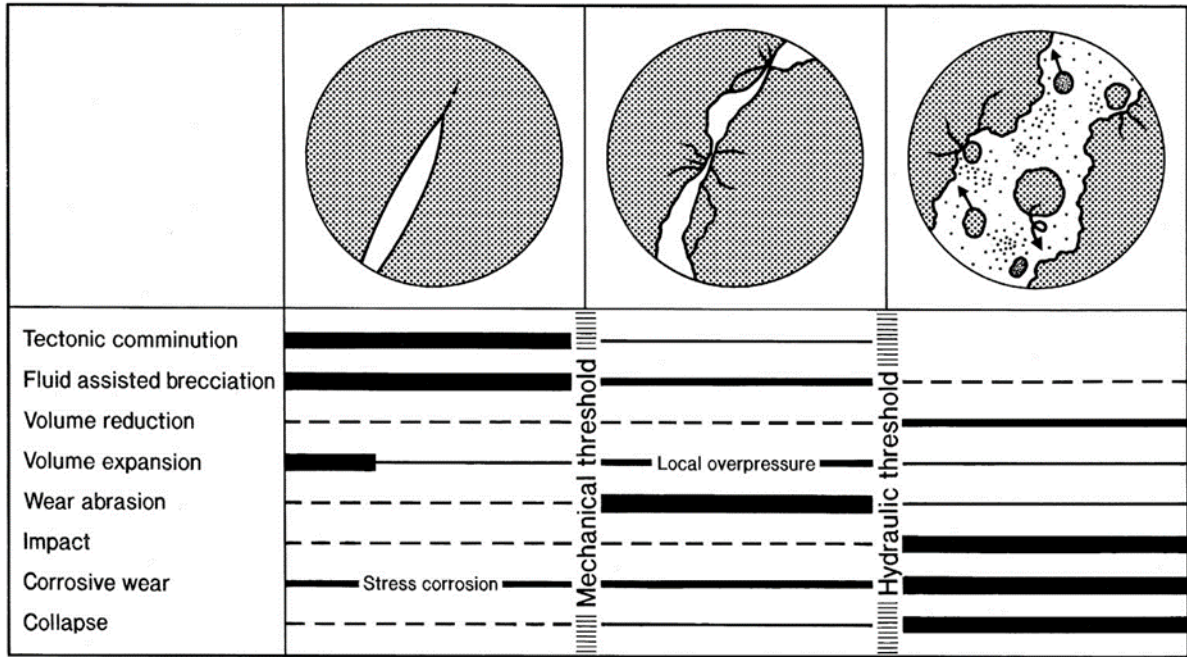 Tectonic comminution
Fluid assisted brecciation
Volume reduction
Volume expansion
Local overpressure
Wear abrasion
Impact
Corrosive wear
Stress corrosion
Collapse
Mechanical threshold
Hydraulic threshold